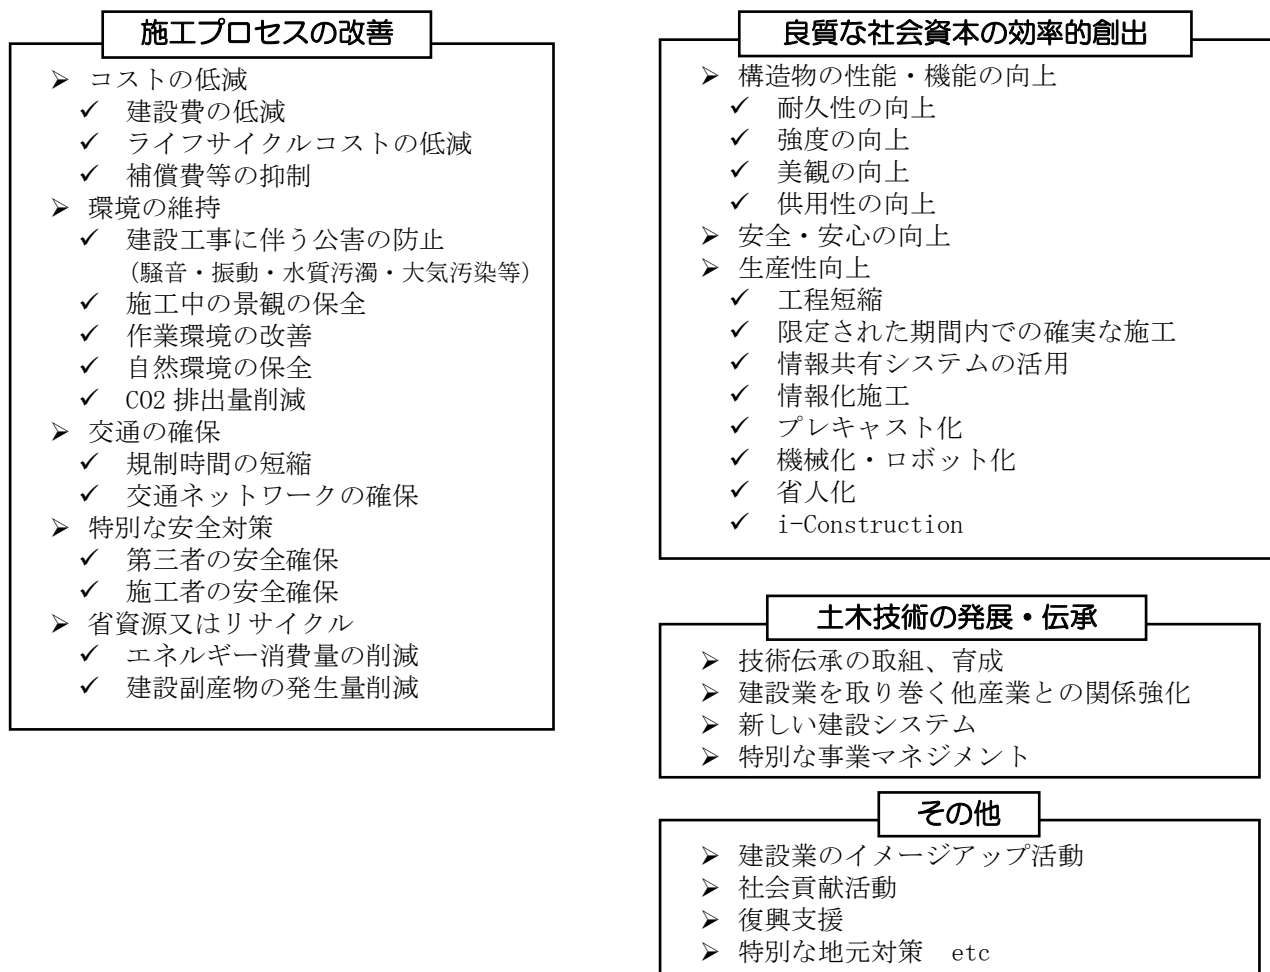 施工プロセスの改善
➢ コストの低減
✓ 建設費の低減
✓ ライフサイクルコストの低減
✓ 補償費等の抑制
➢ 環境の維持
✓ 建設工事に伴う公害の防止
（騒音・振動・水質汚濁・大気汚染等）
✓ 施工中の景観の保全
✓ 作業環境の改善
✓ 自然環境の保全
✓ CO2 排出量削減
➢ 交通の確保
✓ 規制時間の短縮
✓ 交通ネットワークの確保
➢ 特別な安全対策
✓ 第三者の安全確保
✓ 施工者の安全確保
➢ 省資源又はリサイクル
✓ エネルギー消費量の削減
✓ 建設副産物の発生量削減
良質な社会資本の効率的創出
➢ 構造物の性能・機能の向上
✓ 耐久性の向上
✓ 強度の向上
✓ 美観の向上
✓ 供用性の向上
➢ 安全・安心の向上
➢ 生産性向上
✓ 工程短縮
✓ 限定された期間内での確実な施工
✓ 情報共有システムの活用
✓ 情報化施工
✓ プレキャスト化
✓ 機械化・ロボット化
✓ 省人化
✓ i-Construction
土木技術の発展・伝承
➢ 技術伝承の取組、育成
➢ 建設業を取り巻く他産業との関係強化
➢ 新しい建設システム
➢ 特別な事業マネジメント
その他
➢ 建設業のイメージアップ活動
➢ 社会貢献活動
➢ 復興支援
➢ 特別な地元対策　etc